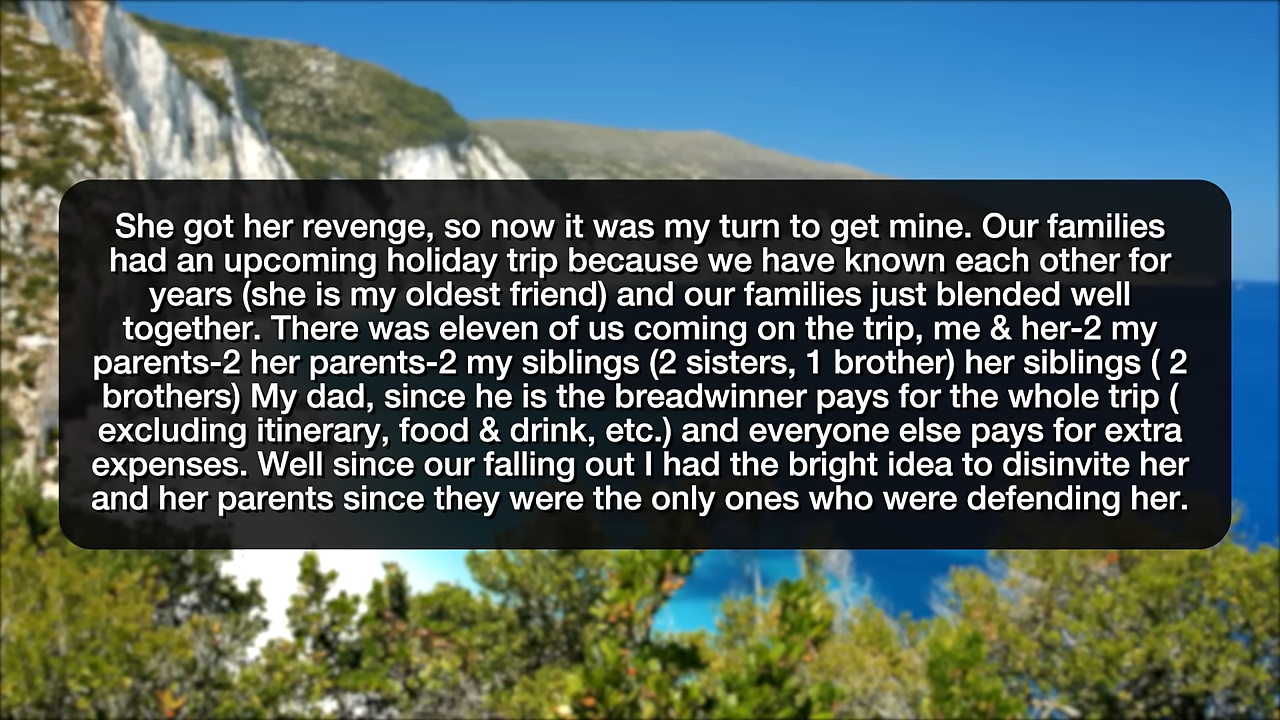 She got her revenge, so now it was my turn to get mine. Our families
had an upcoming holiday trip because we have known each other for
years (she is my oldest friend) and our families just blended well
together. There was eleven of us coming on the trip, me & her-2 my
parents-2 her parents-2 my siblings (2 sisters, 1 brother) her siblings ( 2
brothers) My dad, since he is the breadwinner pays for the whole trip (
excluding itinerary, food & drink, etc.) and everyone else pays for extra
expenses. Well since our falling out I had the bright idea to disinvite her
and her parents since they were the only ones who were defending her.